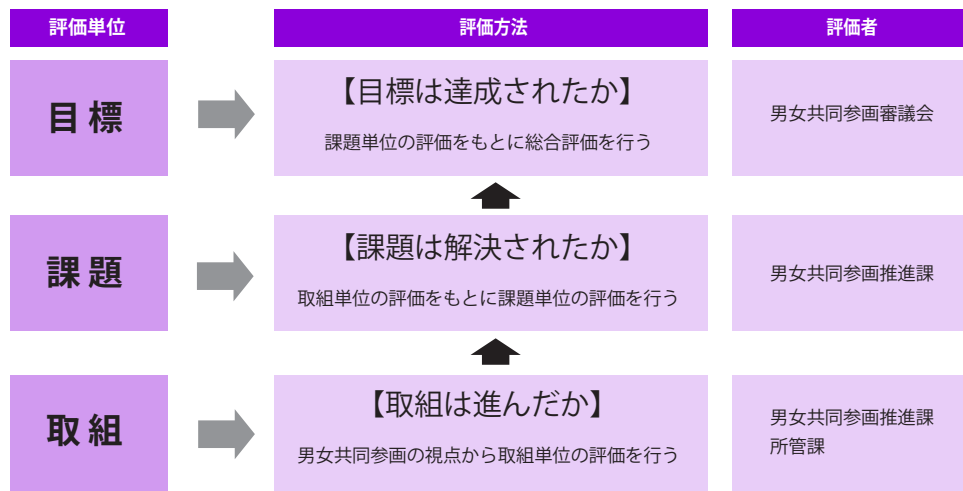 評価単位
評価方法
評価者
目標
【目標は達成されたか】
課題単位の評価をもとに総合評価を行う
男女共同参画審議会
課題
【課題は解決されたか】
取組単位の評価をもとに課題単位の評価を行う
男女共同参画推進課
取組
【取組は進んだか】
男女共同参画の視点から取組単位の評価を行う
男女共同参画推進課
所管課